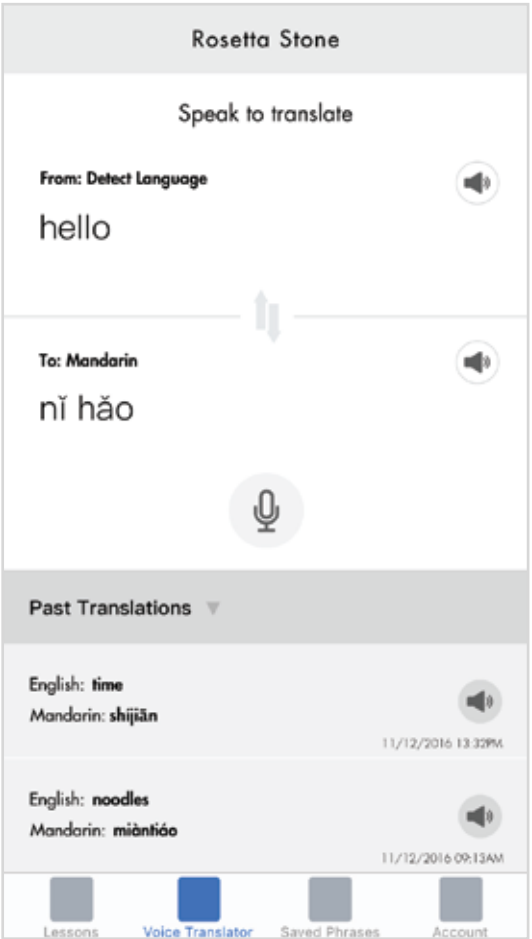 Rosetta Stone
Speak to translate
From: Detect Language
hello
To: Mandarin
nǐ hǎo
Past Translations
English: time
Mandarin: shíjiān
11/12/2016 13:32PM
English: noodles
Mandarin: miàntiáo
11/12/2016 09:13AM
Lessons Voice Translator Saved Phrases Account